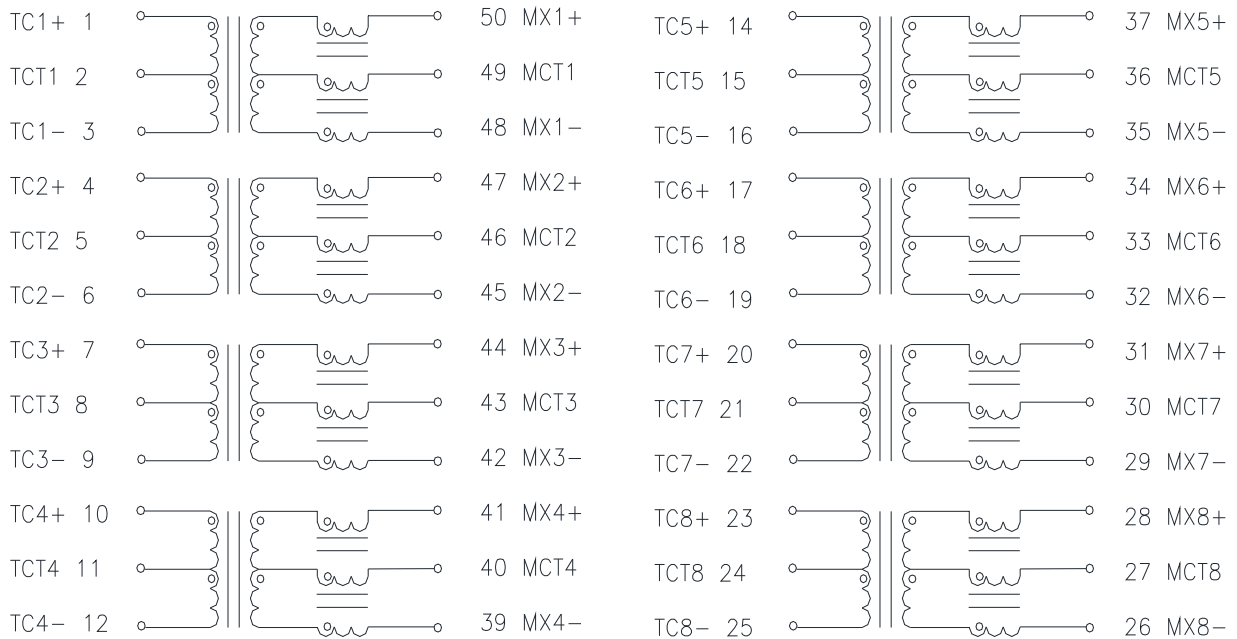 TC1+ 1
50 MX1+
TCT1 2
49 MCT1
TC1- 3
48 MX1-
TC2+ 4
47 MX2+
TCT2 5
46 MCT2
TC2- 6
45 MX2-
TC3+ 7
44 MX3+
TCT3 8
43 MCT3
TC3- 9
42 MX3-
TC4+ 10
41 MX4+
TCT4 11
40 MCT4
TC4- 12
39 MX4-
TC5+ 14
37 MX5+
TCT5 15
36 MCT5
TC5- 16
35 MX5-
TC6+ 17
34 MX6+
TCT6 18
33 MCT6
TC6- 19
32 MX6-
TC7+ 20
31 MX7+
TCT7 21
30 MCT7
TC7- 22
29 MX7-
TC8+ 23
28 MX8+
TCT8 24
27 MCT8
TC8- 25
26 MX8-